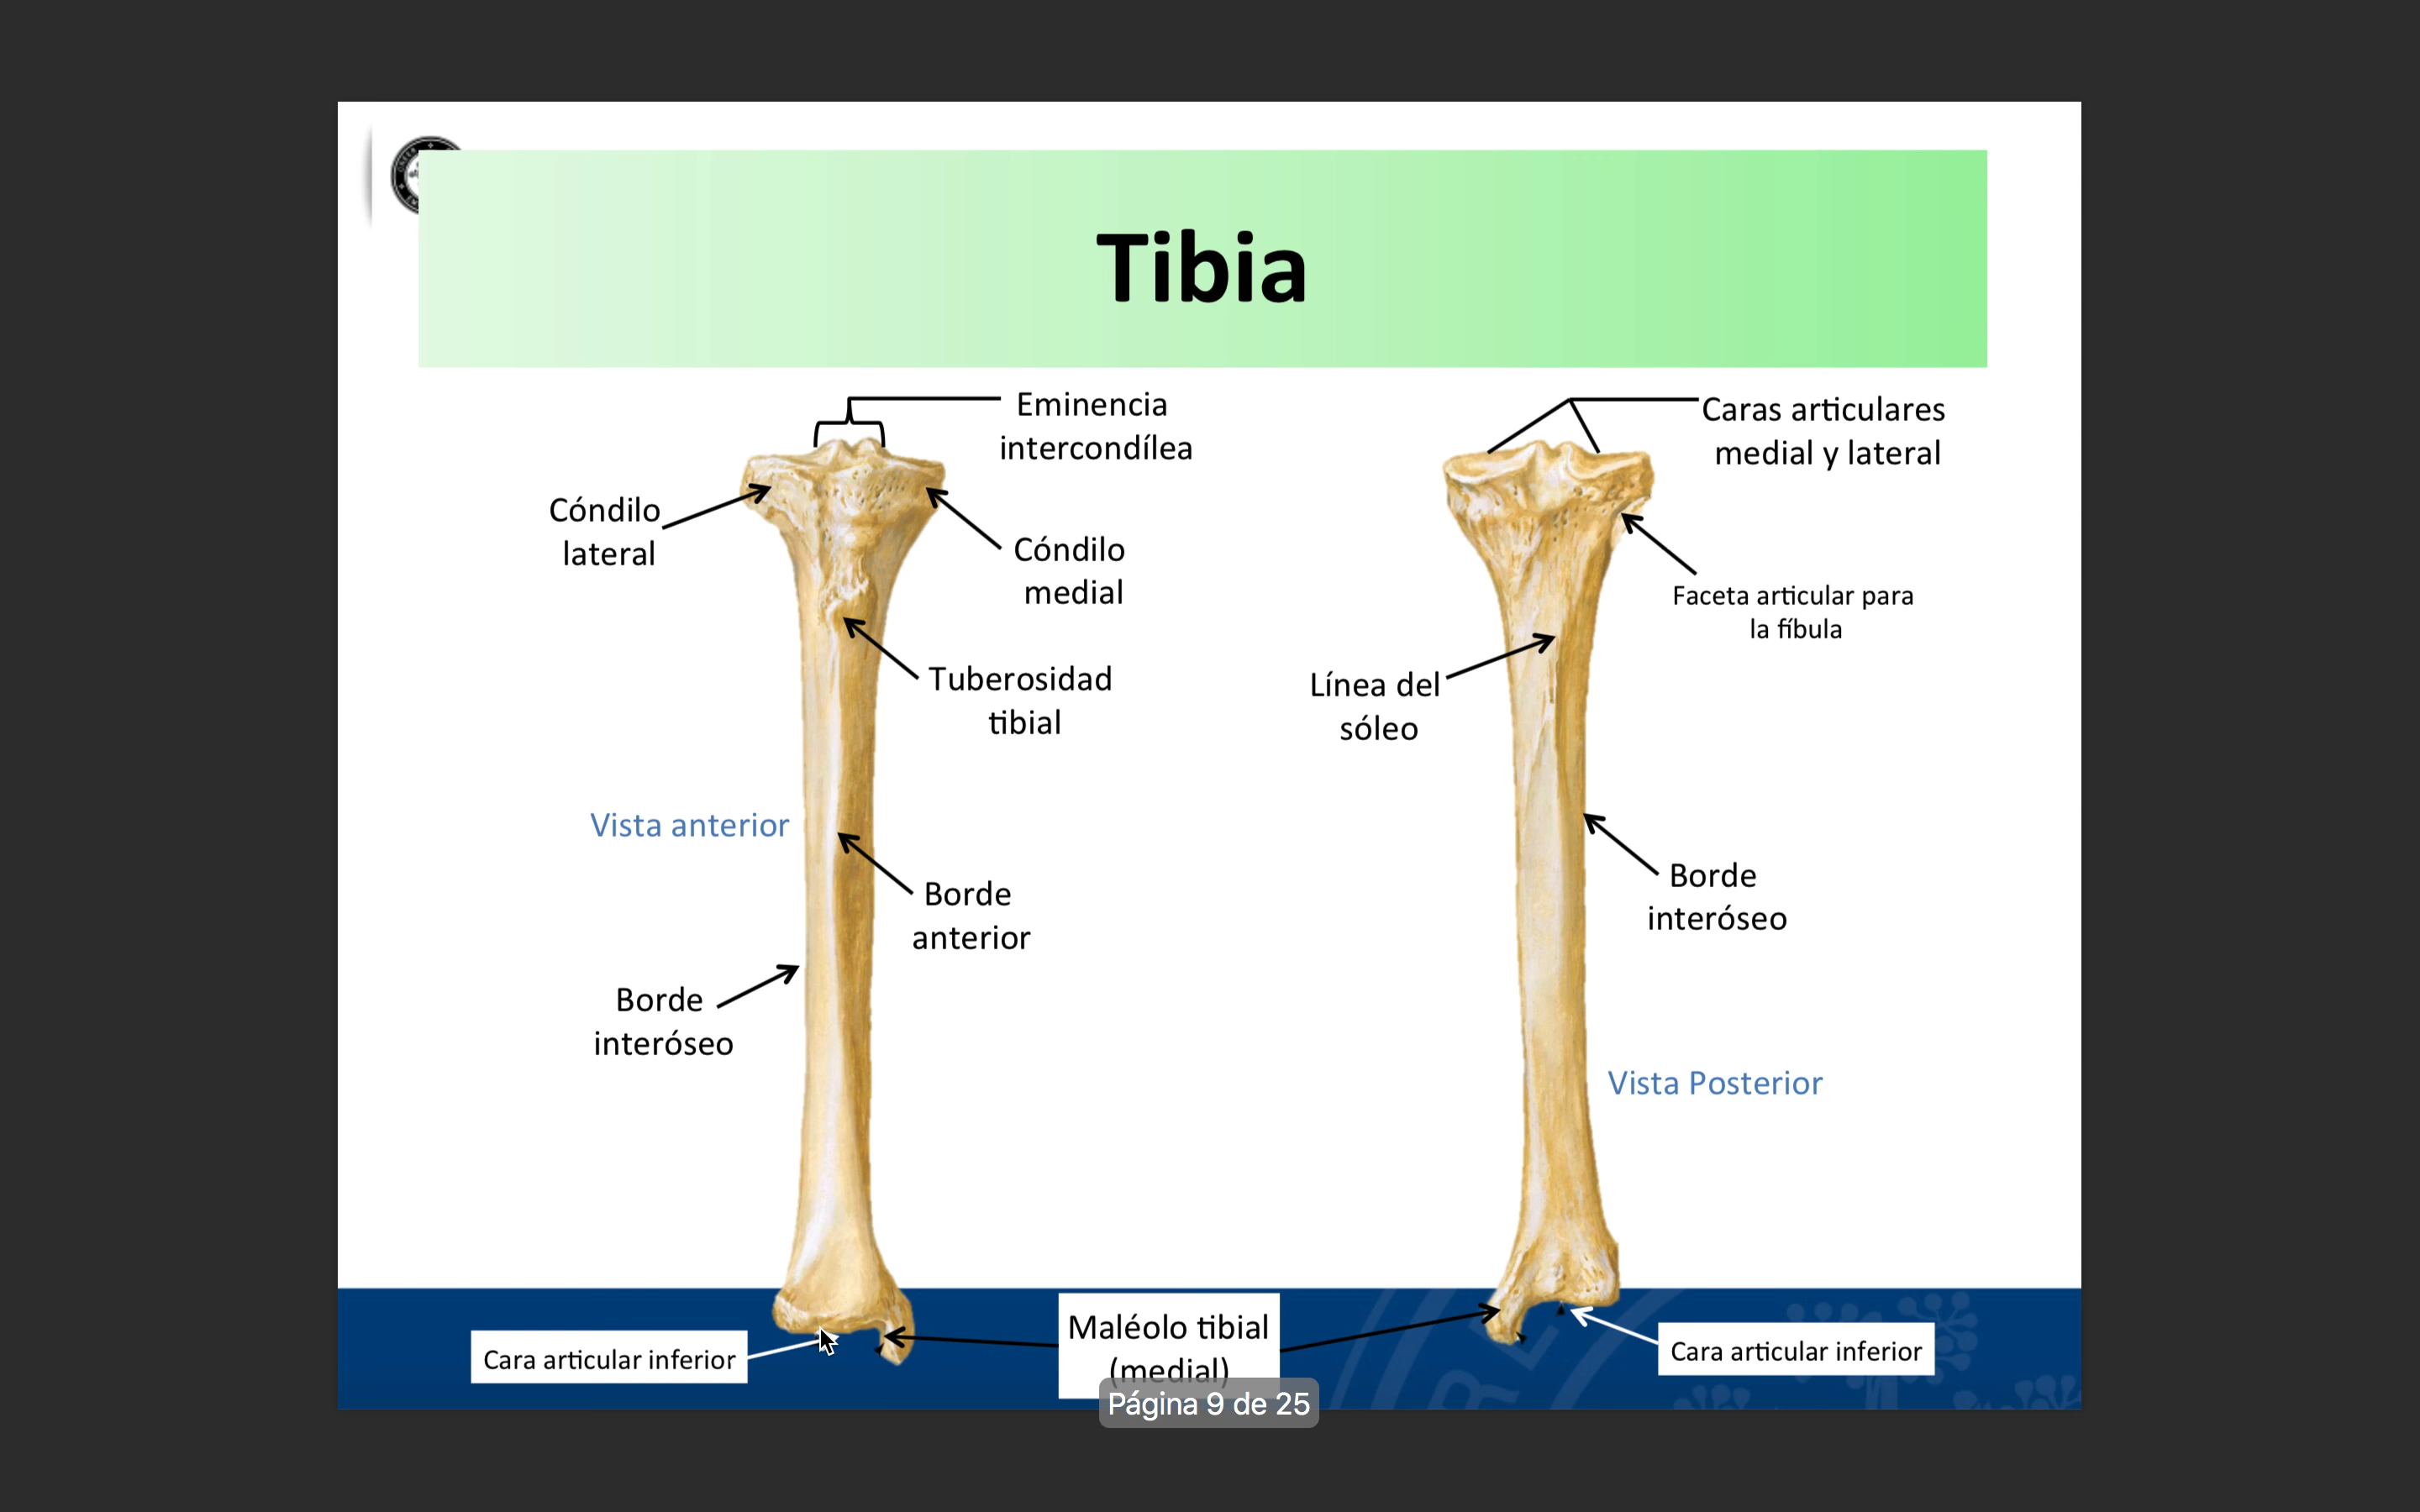 Tibia
Eminencia
intercondílea
Cóndilo
lateral
Cóndilo
medial
Tuberosidad
tibial
Vista anterior
Borde
anterior
Borde
interóseo
Cara articular inferior
Caras articulares
medial y lateral
Faceta articular para
la fíbula
Línea del
sóleo
Borde
interóseo
Vista Posterior
Maléolo tibial
(medial)
Cara articular inferior
Página 9 de 25